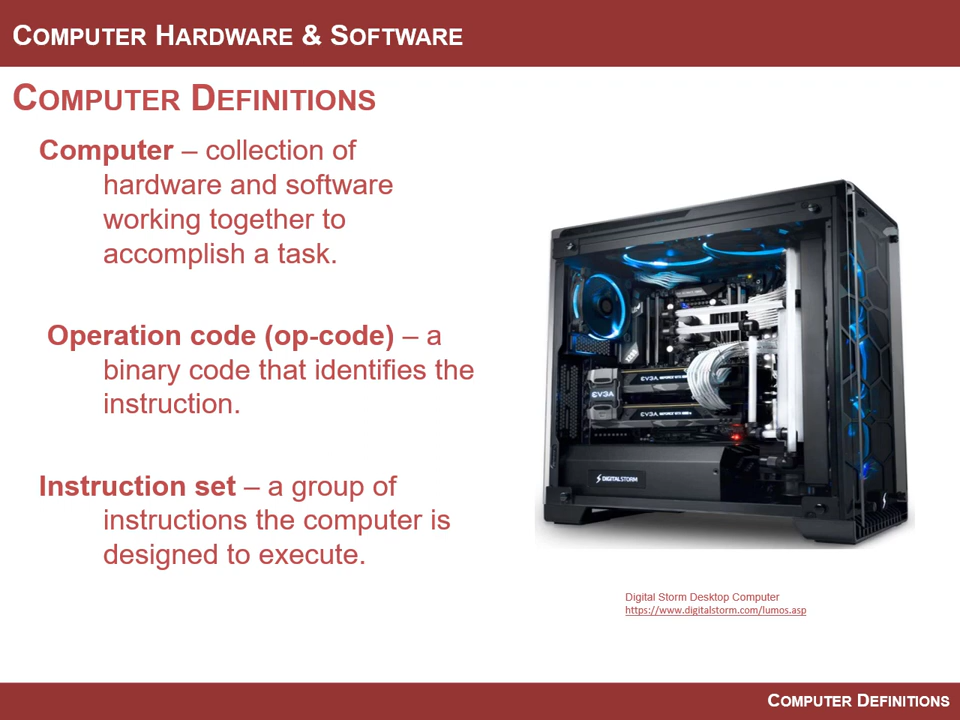 COMPUTER HARDWARE & SOFTWARE
COMPUTER DEFINITIONS
Computer – collection of
hardware and software
working together to
accomplish a task.
Operation code (op-code) – a
binary code that identifies the
instruction.
Instruction set – a group of
instructions the computer is
designed to execute.
EVGA
EVGA
EVGA
DIGITALSTORM
Digital Storm Desktop Computer
https://www.digitalstorm.com/lumos.asp
COMPUTER DEFINITIONS